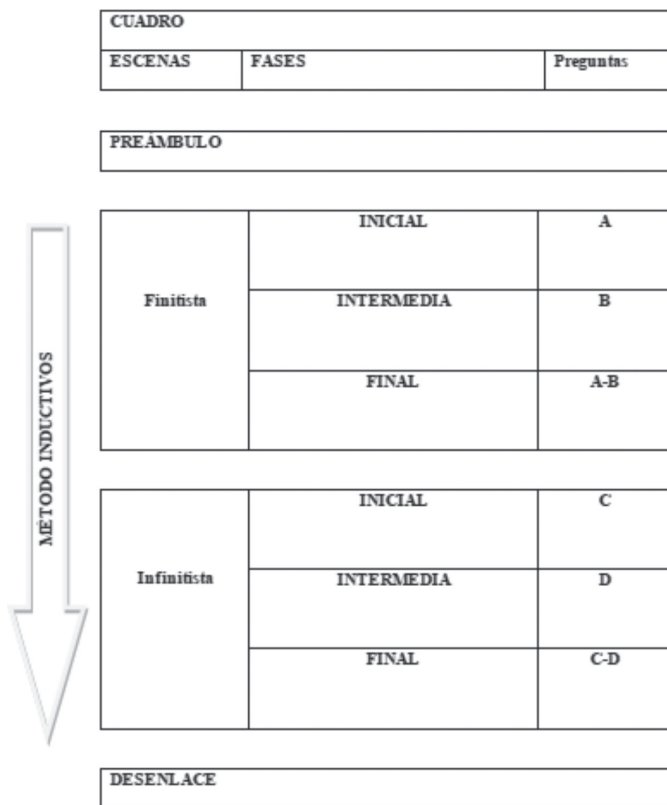 CUADRO
ESCENAS FASES Preguntas
PREÁMBULO
INICIAL A
Finitista INTERMEDIA B
FINAL A-B
MÉTODO INDUCTIVOS
INICIAL C
Infinitista INTERMEDIA D
FINAL C-D
DESENLACE